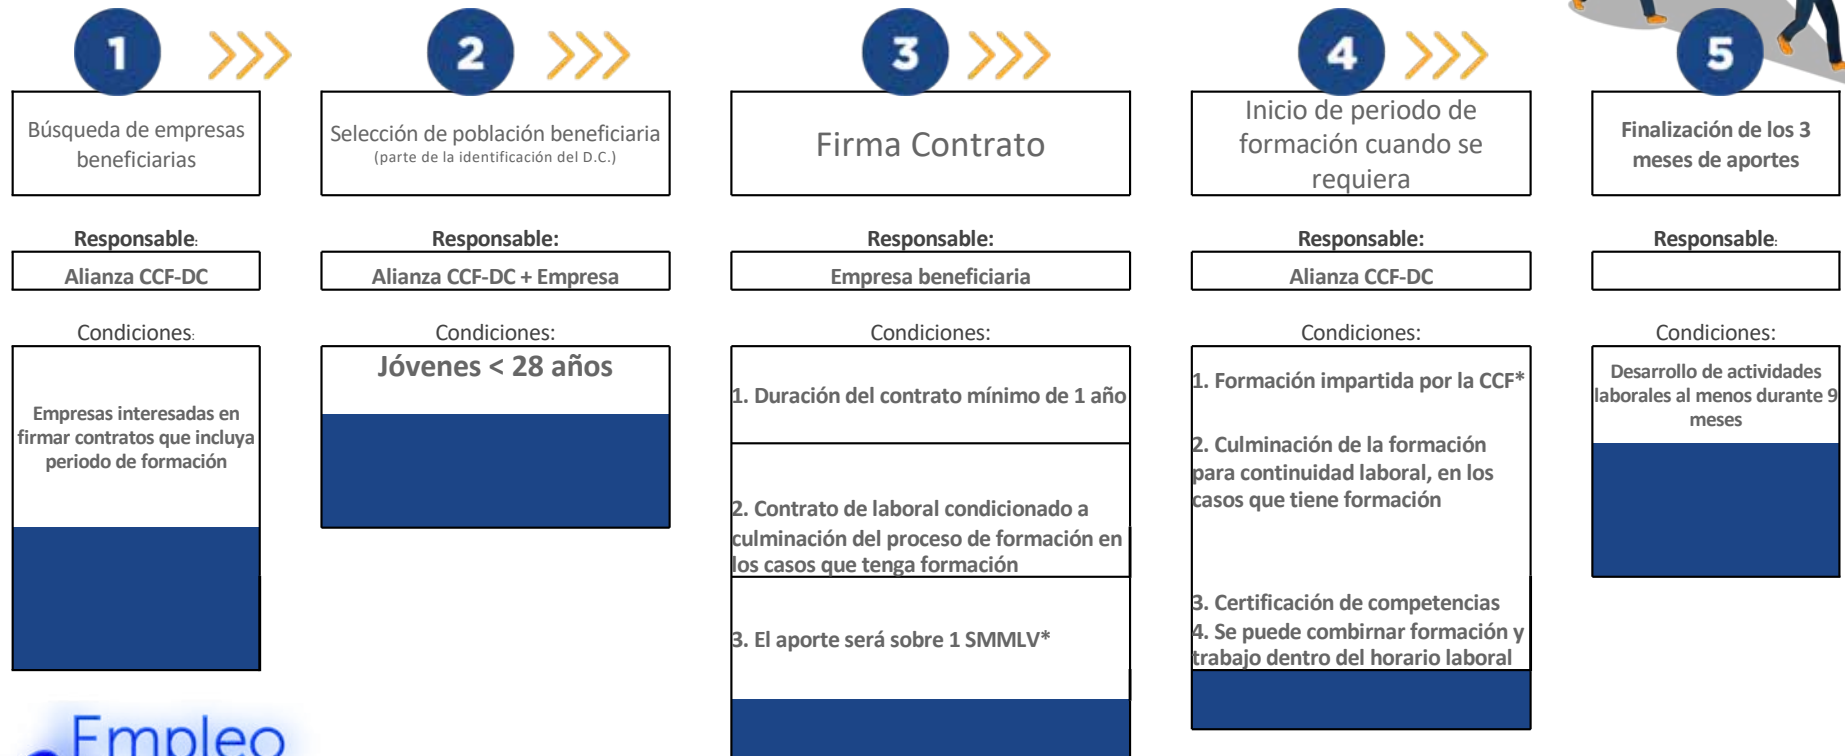 1
Búsqueda de empresas
beneficiarias
Responsable:
Alianza CCF-DC
Condiciones:
Empresas interesadas en
firmar contratos que incluya
periodo de formación
2
Selección de población beneficiaria
(parte de la identificación del D.C.)
Responsable:
Alianza CCF-DC + Empresa
Condiciones:
Jóvenes < 28 años
3
Firma Contrato
Responsable:
Empresa beneficiaria
Condiciones:
1. Duración del contrato mínimo de 1 año
2. Contrato de laboral condicionado a
culminación del proceso de formación en
los casos que tenga formación
3. El aporte será sobre 1 SMMLV*
4
Inicio de periodo de
formación cuando se
requiera
Responsable:
Alianza CCF-DC
Condiciones:
1. Formación impartida por la CCF*
2. Culminación de la formación
para continuidad laboral, en los
casos que tiene formación
3. Certificación de competencias
4. Se puede combirnar formación y
trabajo dentro del horario laboral
5
Finalización de los 3
meses de aportes
Responsable:
Condiciones:
Desarrollo de actividades
laborales al menos durante 9
meses
Empleo